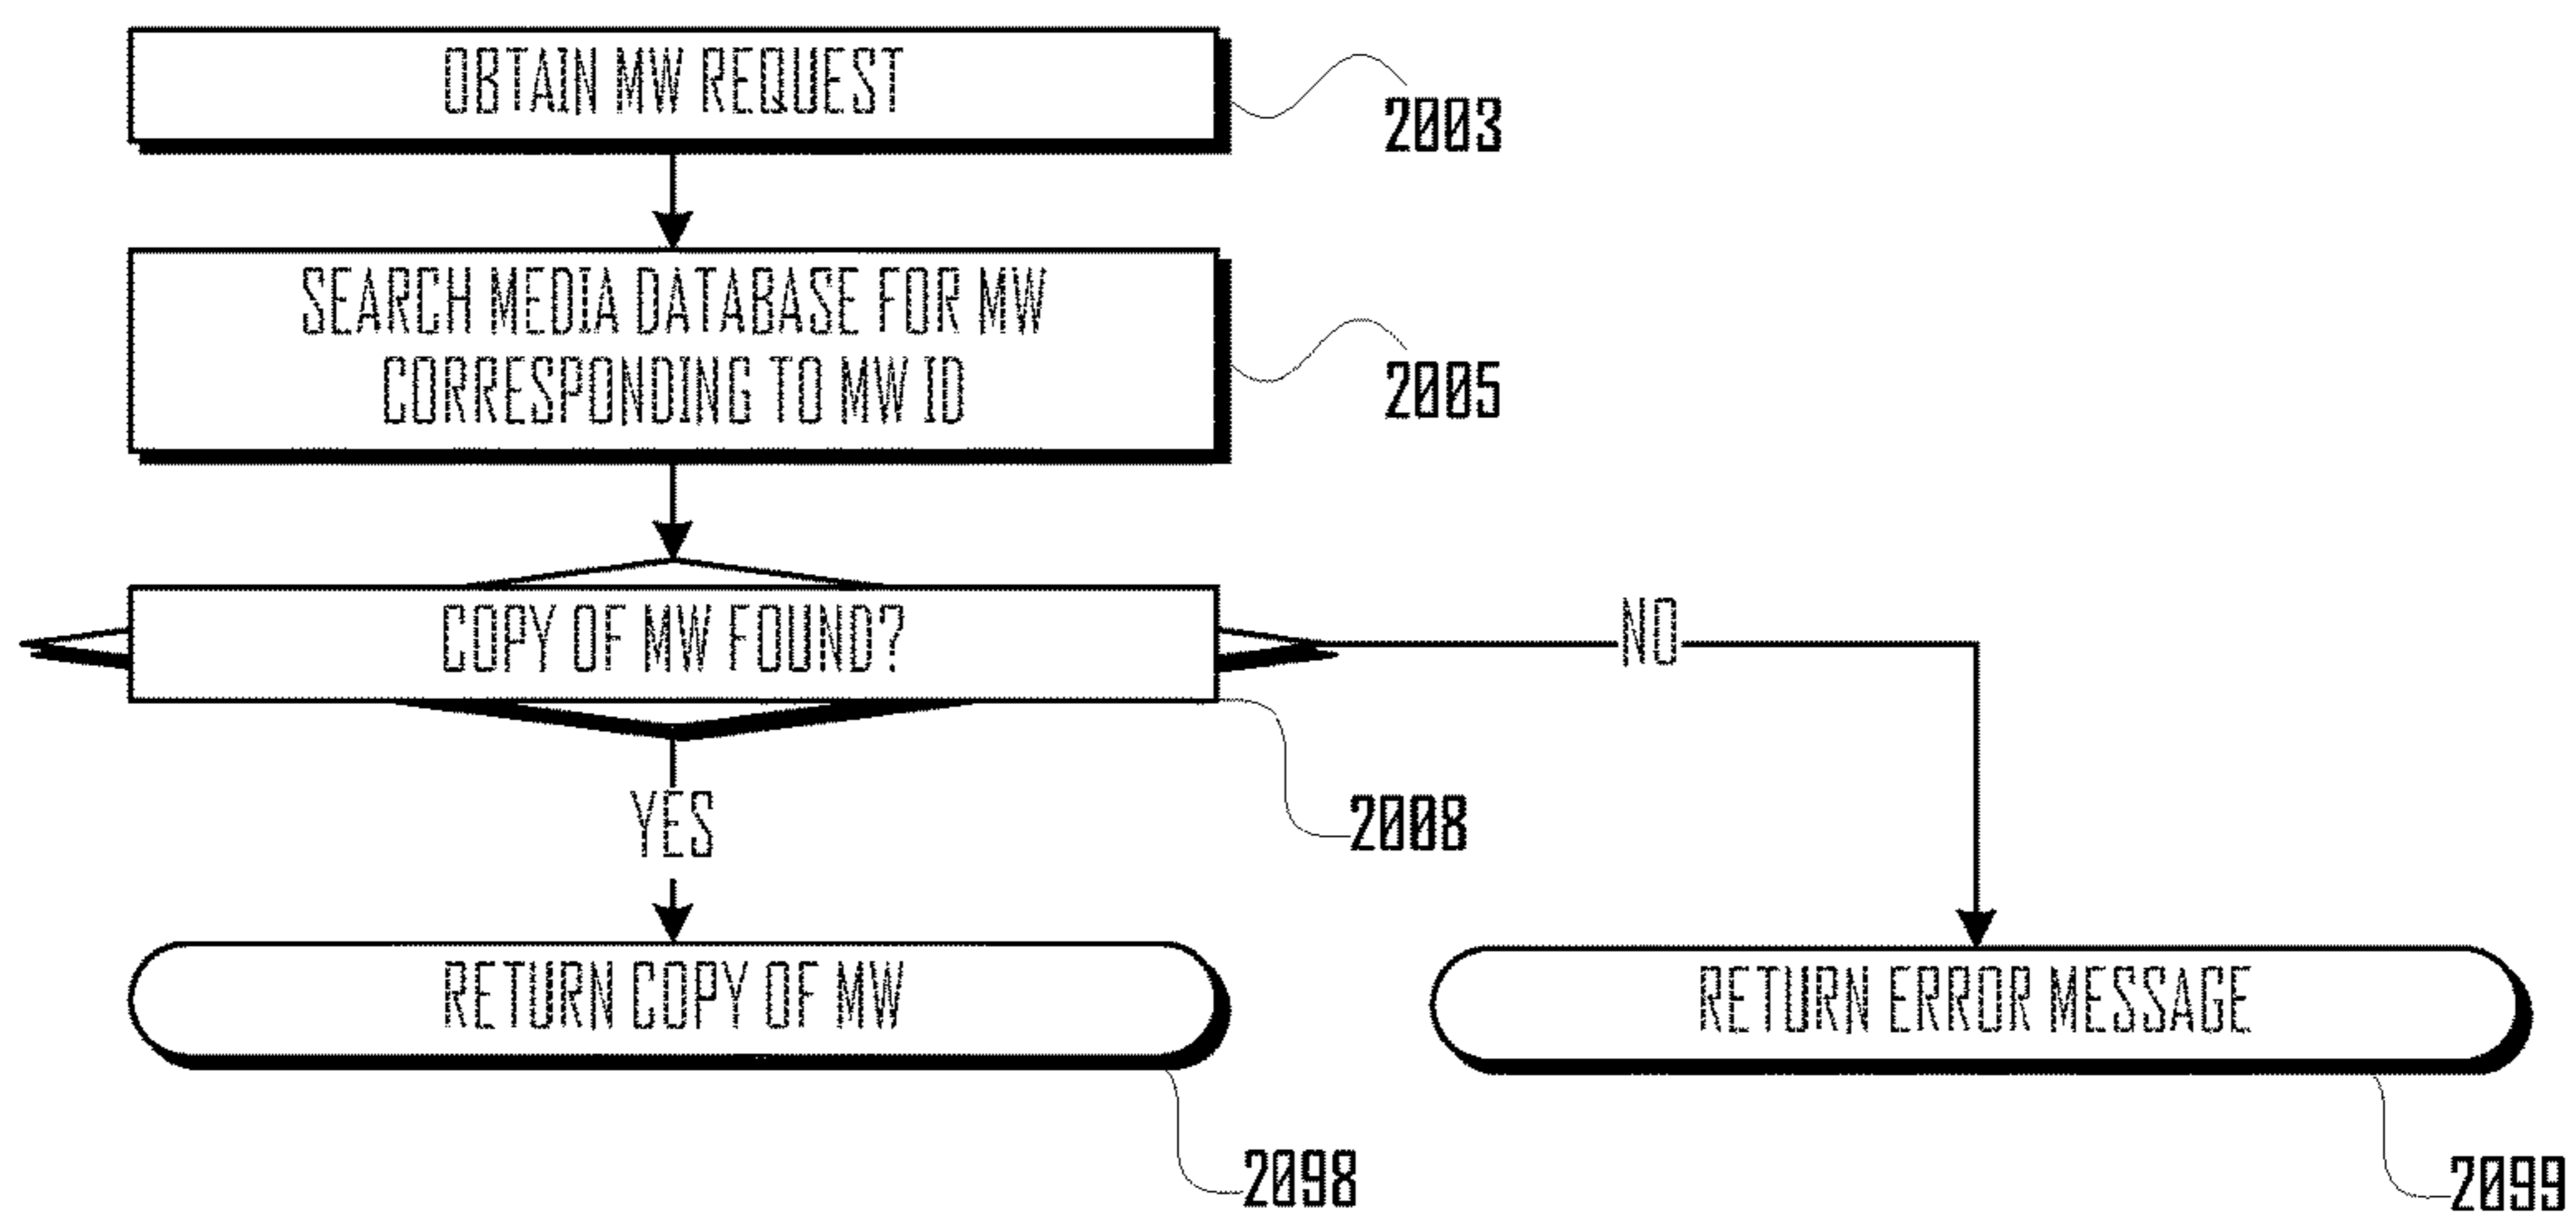 OBTAIN MW REQUEST
2003
SEARCH MEDIA DATABASE FOR MW
CORRESPONDING TO MW ID
2005
COPY OF MW FOUND?
NO
2008
YES
RETURN COPY OF MW
RETURN ERROR MESSAGE
2098
2099